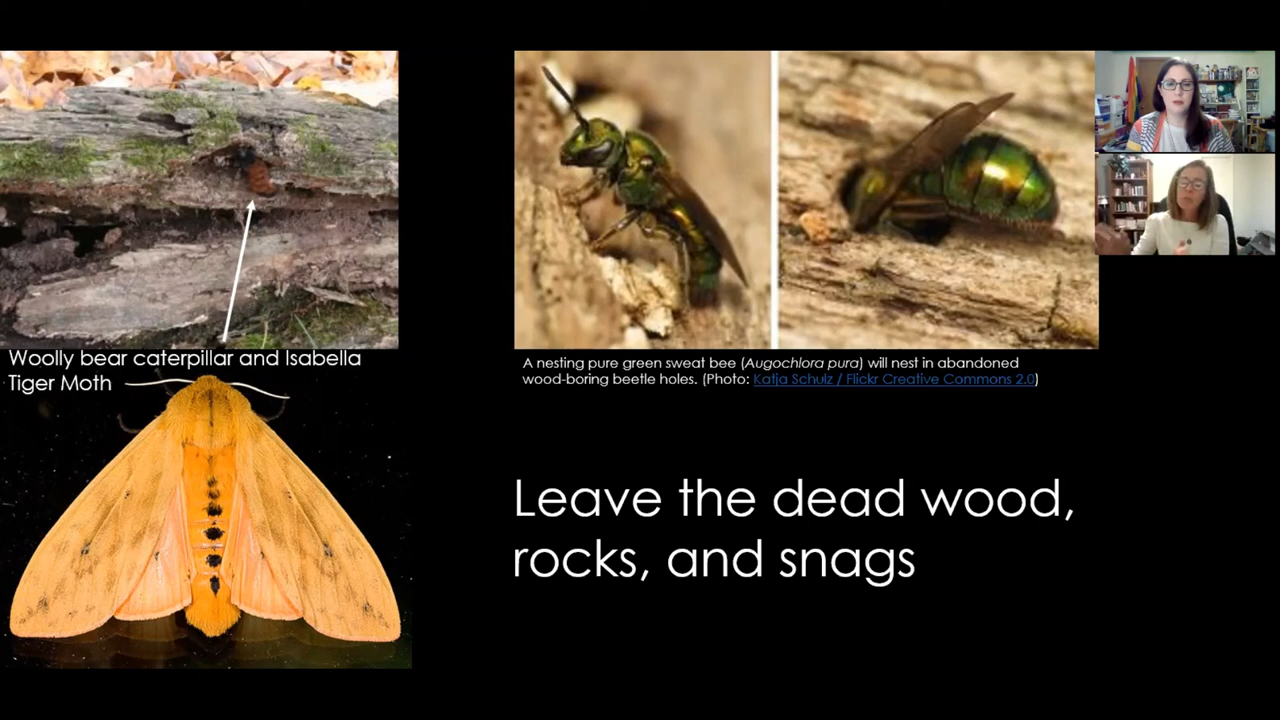 Woolly bear caterpillar and Isabella
Tiger Moth
A nesting pure green sweat bee (Augochlora pura) will nest in abandoned
wood-boring beetle holes. (Photo: Katja Schulz / Flickr Creative Commons 2.0)
Leave the dead wood,
rocks, and snags